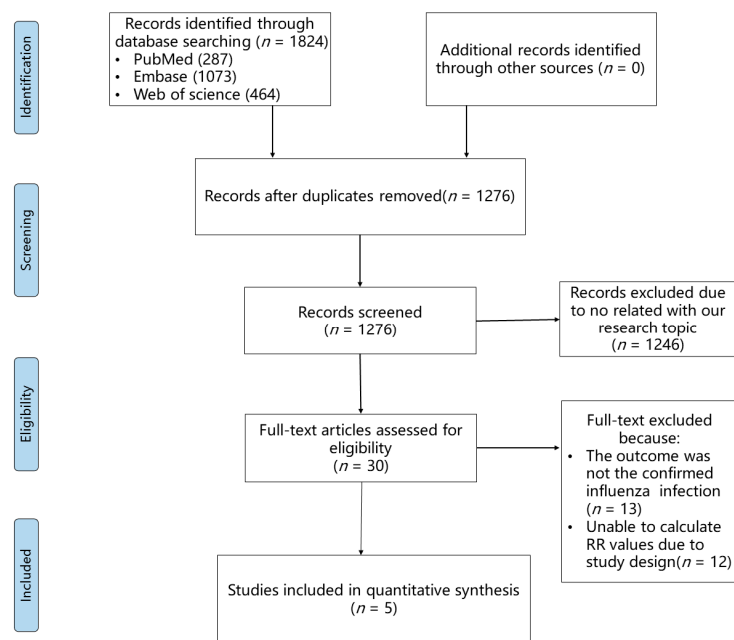 Identification
Records identified through
database searching (n = 1824)
• PubMed (287)
• Embase (1073)
• Web of science (464)
Additional records identified
through other sources (n = 0)
Screening
Records after duplicates removed(n = 1276)
Records screened
(n = 1276)
Records excluded due
to no related with our
research topic
(n = 1246)
Eligibility
Full-text articles assessed for
eligibility
(n = 30)
Full-text excluded
because:
• The outcome was
not the confirmed
influenza infection
(n = 13)
• Unable to calculate
RR values due to
study design(n = 12)
Included
Studies included in quantitative synthesis
(n = 5)